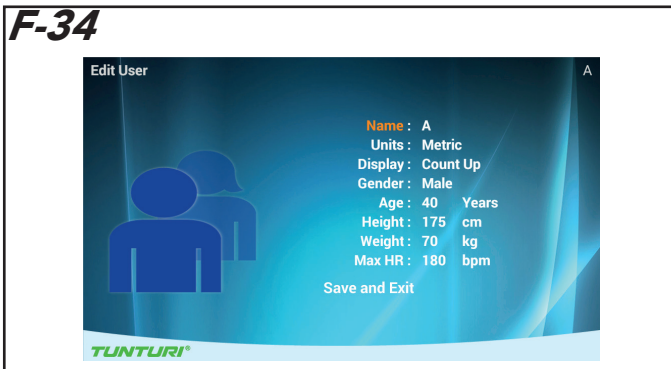 F-34
Edit User A
Name : A
Units : Metric
Display : Count Up
Gender : Male
Age : 40 Years
Height : 175 cm
Weight : 70 kg
Max HR : 180 bpm
Save and Exit
TUNTURI®